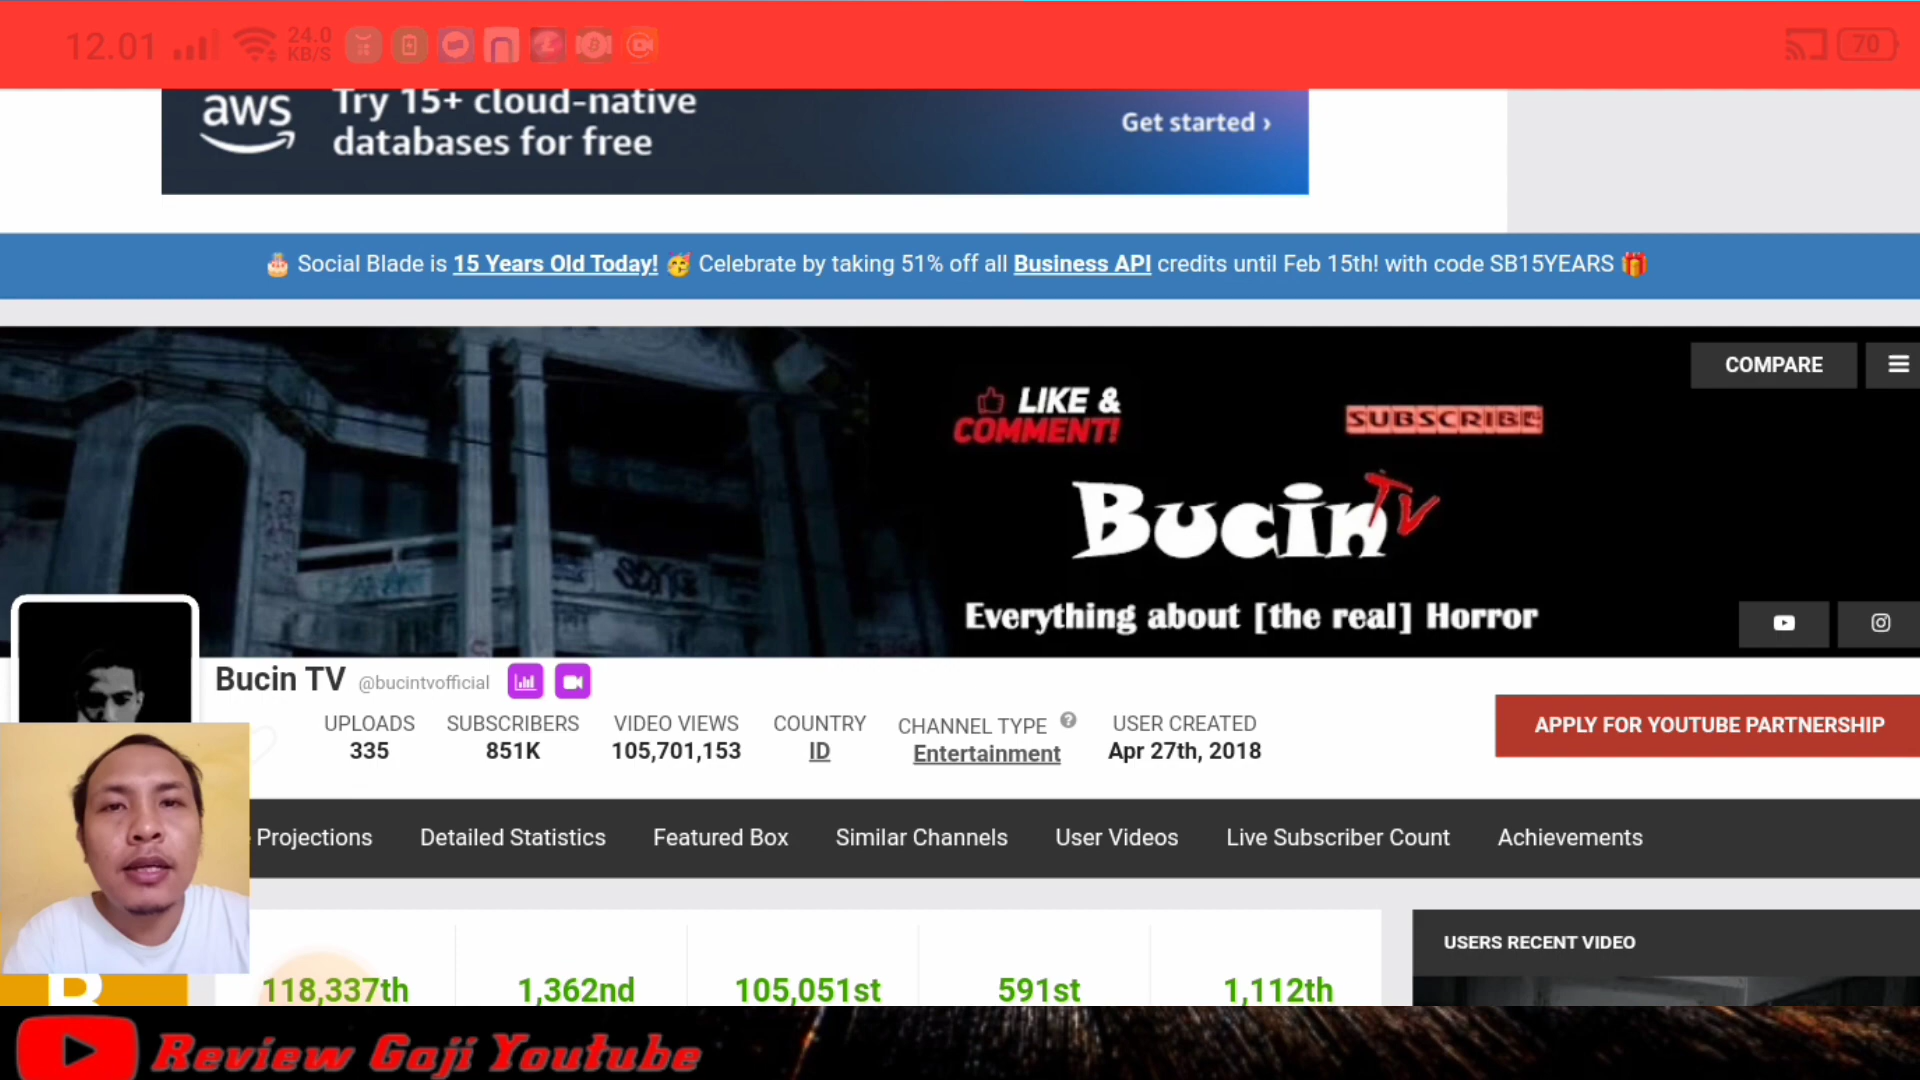 12.01
24.0
KB/S
70
aws
Try 15+ cloud-native
databases for free
Get started ›
Social Blade is 15 Years Old Today! 🥳 Celebrate by taking 51% off all Business API credits until Feb 15th! with code SB15YEARS
COMPARE
LIKE &
COMMENT!
SUBSCRIBE
Bucin TV
Everything about [the real] Horror
Bucin TV @bucintvofficial
UPLOADS
335
SUBSCRIBERS
851K
VIDEO VIEWS
105,701,153
COUNTRY
ID
CHANNEL TYPE ?
Entertainment
USER CREATED
Apr 27th, 2018
APPLY FOR YOUTUBE PARTNERSHIP
Projections
Detailed Statistics
Featured Box
Similar Channels
User Videos
Live Subscriber Count
Achievements
USERS RECENT VIDEO
B
118,337th
1,362nd
105,051st
591st
1,112th
Review Gaji Youtube